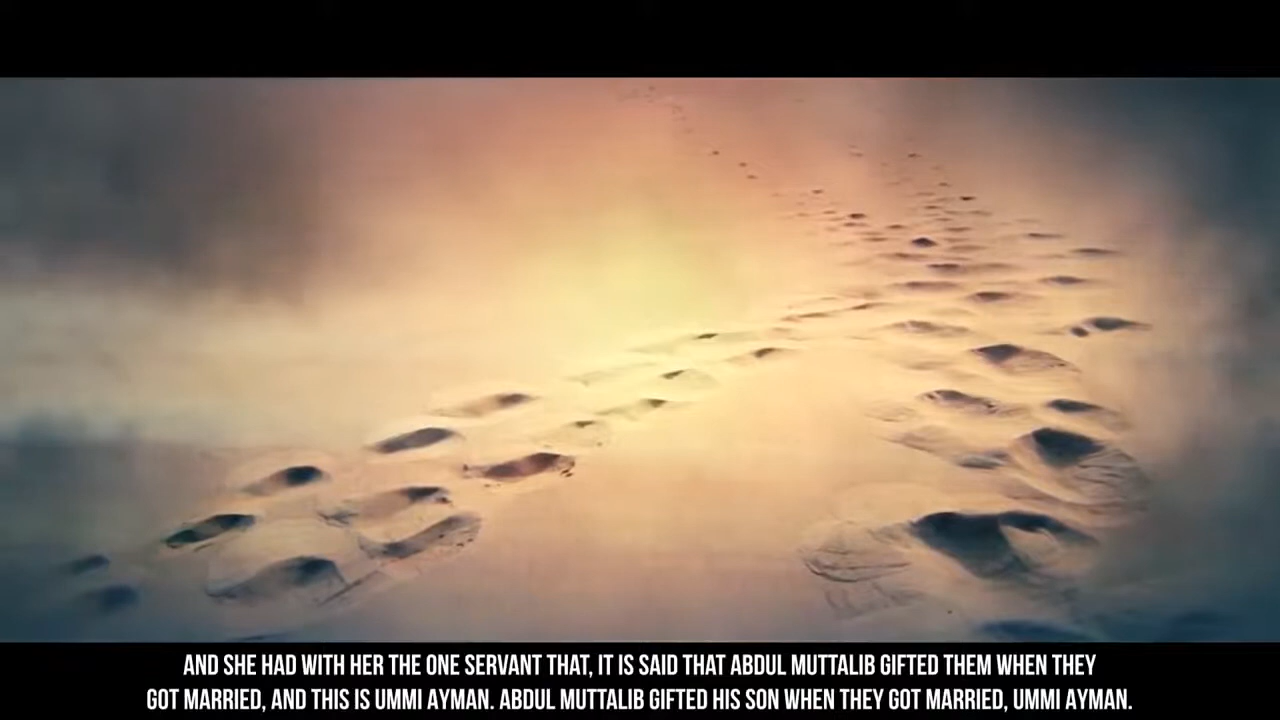 AND SHE HAD WITH HER THE ONE SERVANT THAT, IT IS SAID THAT ABDUL MUTTALIB GIFTED THEM WHEN THEY
GOT MARRIED, AND THIS IS UMMI AYMAN. ABDUL MUTTALIB GIFTED HIS SON WHEN THEY GOT MARRIED, UMMI AYMAN.